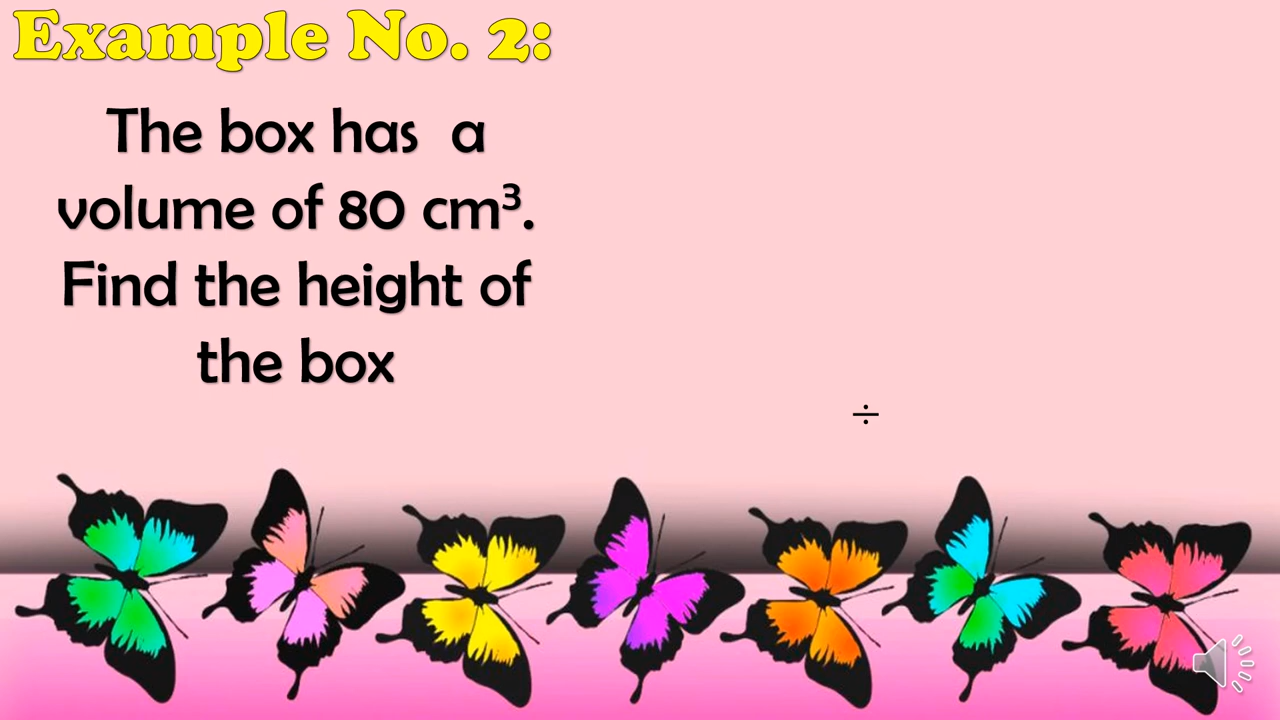 Example No. 2:
The box has a
volume of 80 cm³.
Find the height of
the box
÷